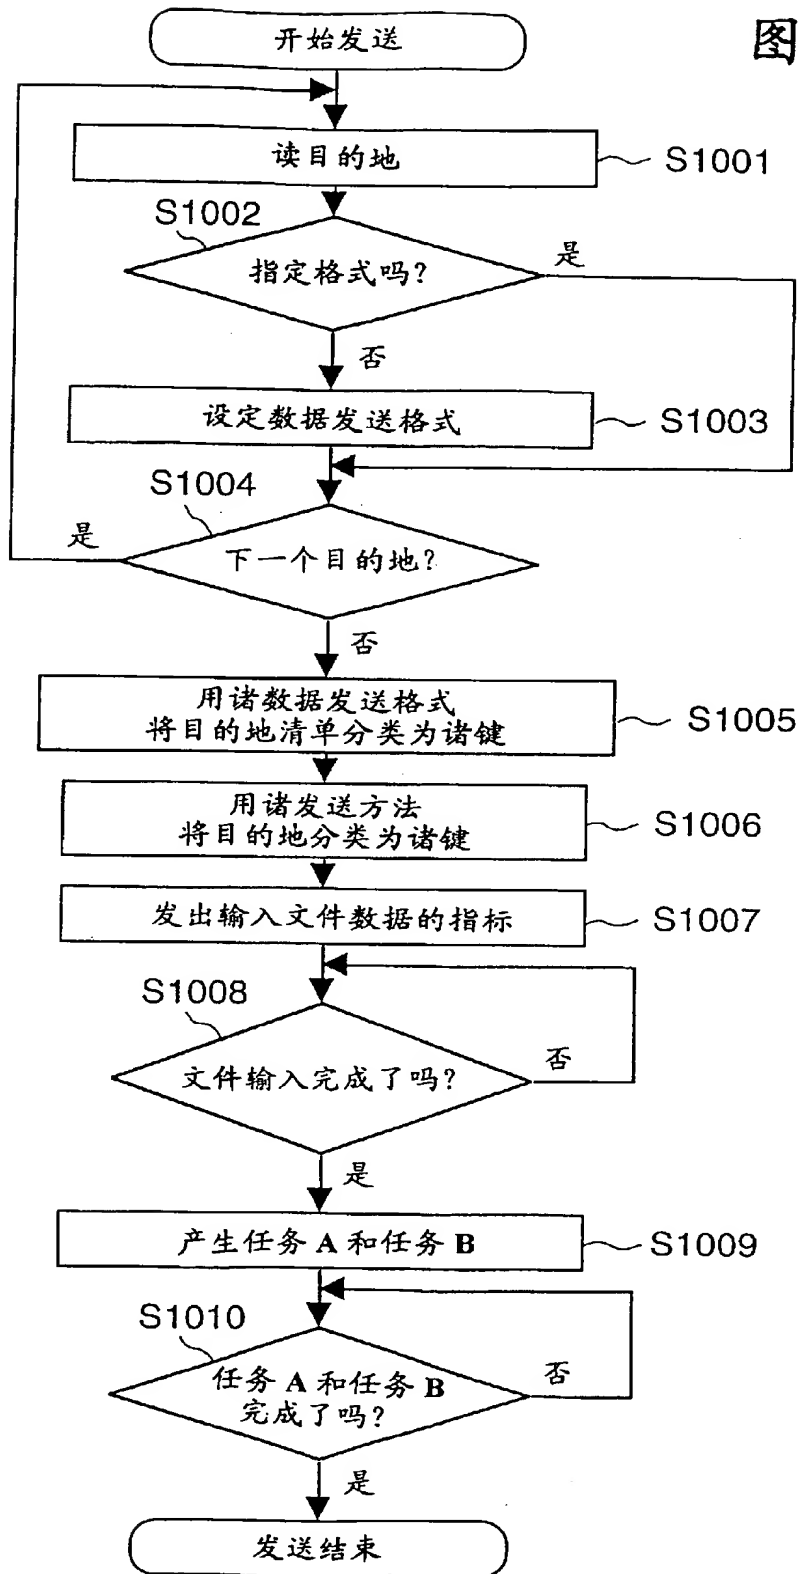 开始发送
图
读目的地
S1001
S1002
指定格式吗?
是
否
设定数据发送格式
S1003
S1004
是
下一个目的地?
否
用诸数据发送格式
将目的地清单分类为诸键
S1005
用诸发送方法
将目的地分类为诸键
S1006
发出输入文件数据的指标
S1007
S1008
文件输入完成了吗?
否
是
产生任务 A 和任务 B
S1009
S1010
任务 A 和任务 B
完成了吗?
否
是
发送结束